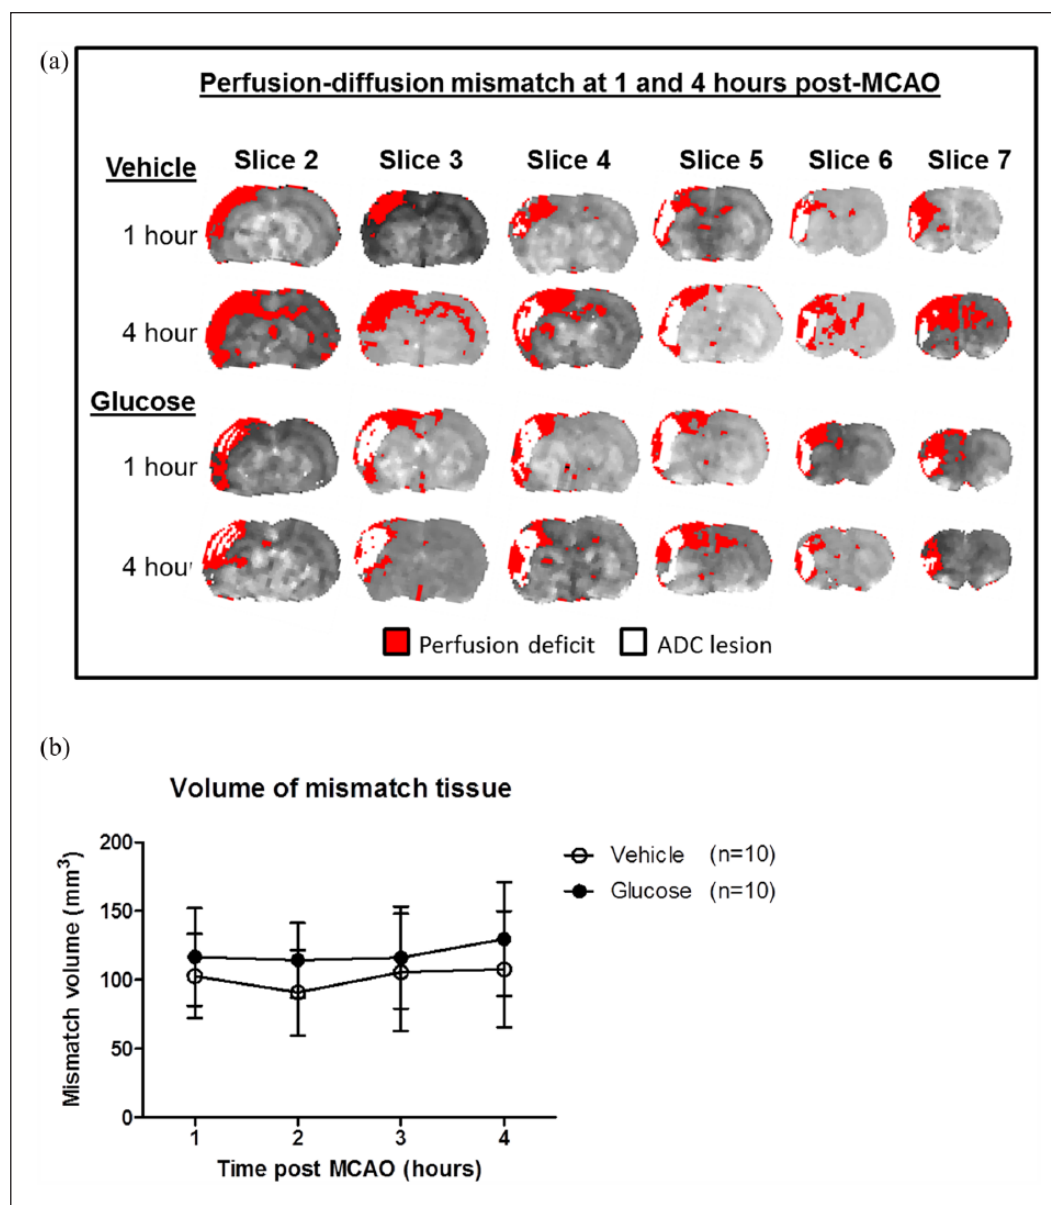 (a)
Perfusion-diffusion mismatch at 1 and 4 hours post-MCAO
Vehicle Slice 2 Slice 3 Slice 4 Slice 5 Slice 6 Slice 7
1 hour
4 hour
Glucose
1 hour
4 hour
Perfusion deficit ADC lesion
(b)
Volume of mismatch tissue
200
150
100
50
0
Mismatch volume (mm³)
Vehicle (n=10)
Glucose (n=10)
1 2 3 4
Time post MCAO (hours)